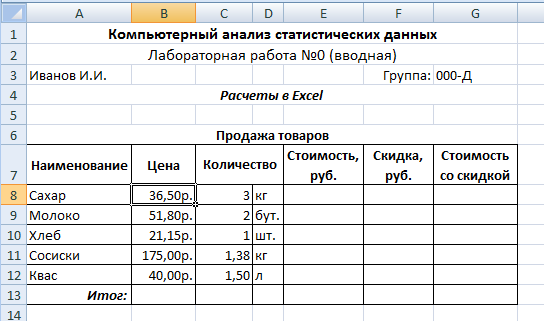 A B C D E F G
1 Компьютерный анализ статистических данных
2 Лабораторная работа №0 (вводная)
3 Иванов И.И. Группа: 000-Д
4 Расчеты в Excel
5
6 Продажа товаров
7 Наименование Цена Количество Стоимость, руб. Скидка, руб. Стоимость со скидкой
8 Сахар 36,50р. 3 кг
9 Молоко 51,80р. 2 бут.
10 Хлеб 21,15р. 1 шт.
11 Сосиски 175,00р. 1,38 кг
12 Квас 40,00р. 1,50 л
13 Итог:
14